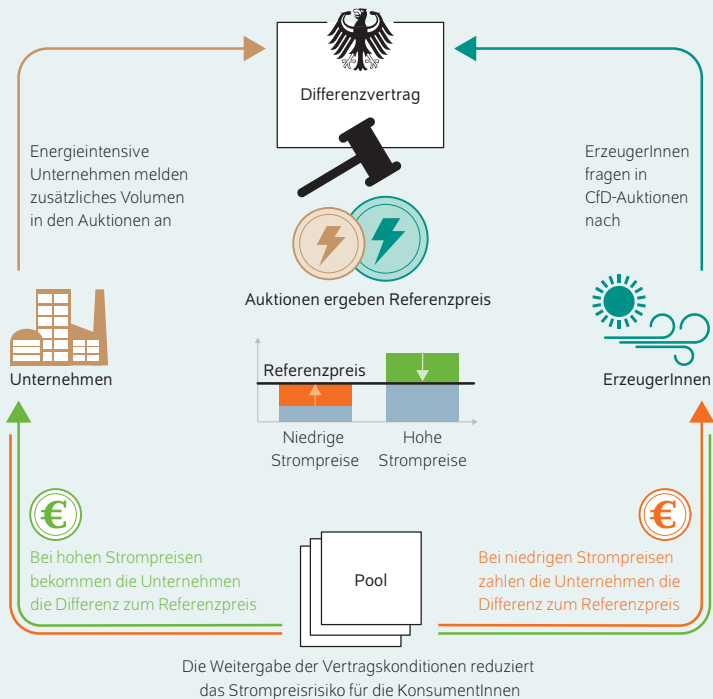 Differenzvertrag
Energieintensive
Unternehmen melden
zusätzliches Volumen
in den Auktionen an
ErzeugerInnen
fragen in
CfD-Auktionen
nach
Auktionen ergeben Referenzpreis
Unternehmen
Referenzpreis
Niedrige
Strompreise
Hohe
Strompreise
ErzeugerInnen
€
Bei hohen Strompreisen
bekommen die Unternehmen
die Differenz zum Referenzpreis
Pool
€
Bei niedrigen Strompreisen
zahlen die Unternehmen die
Differenz zum Referenzpreis
Die Weitergabe der Vertragskonditionen reduziert
das Strompreisrisiko für die KonsumentInnen